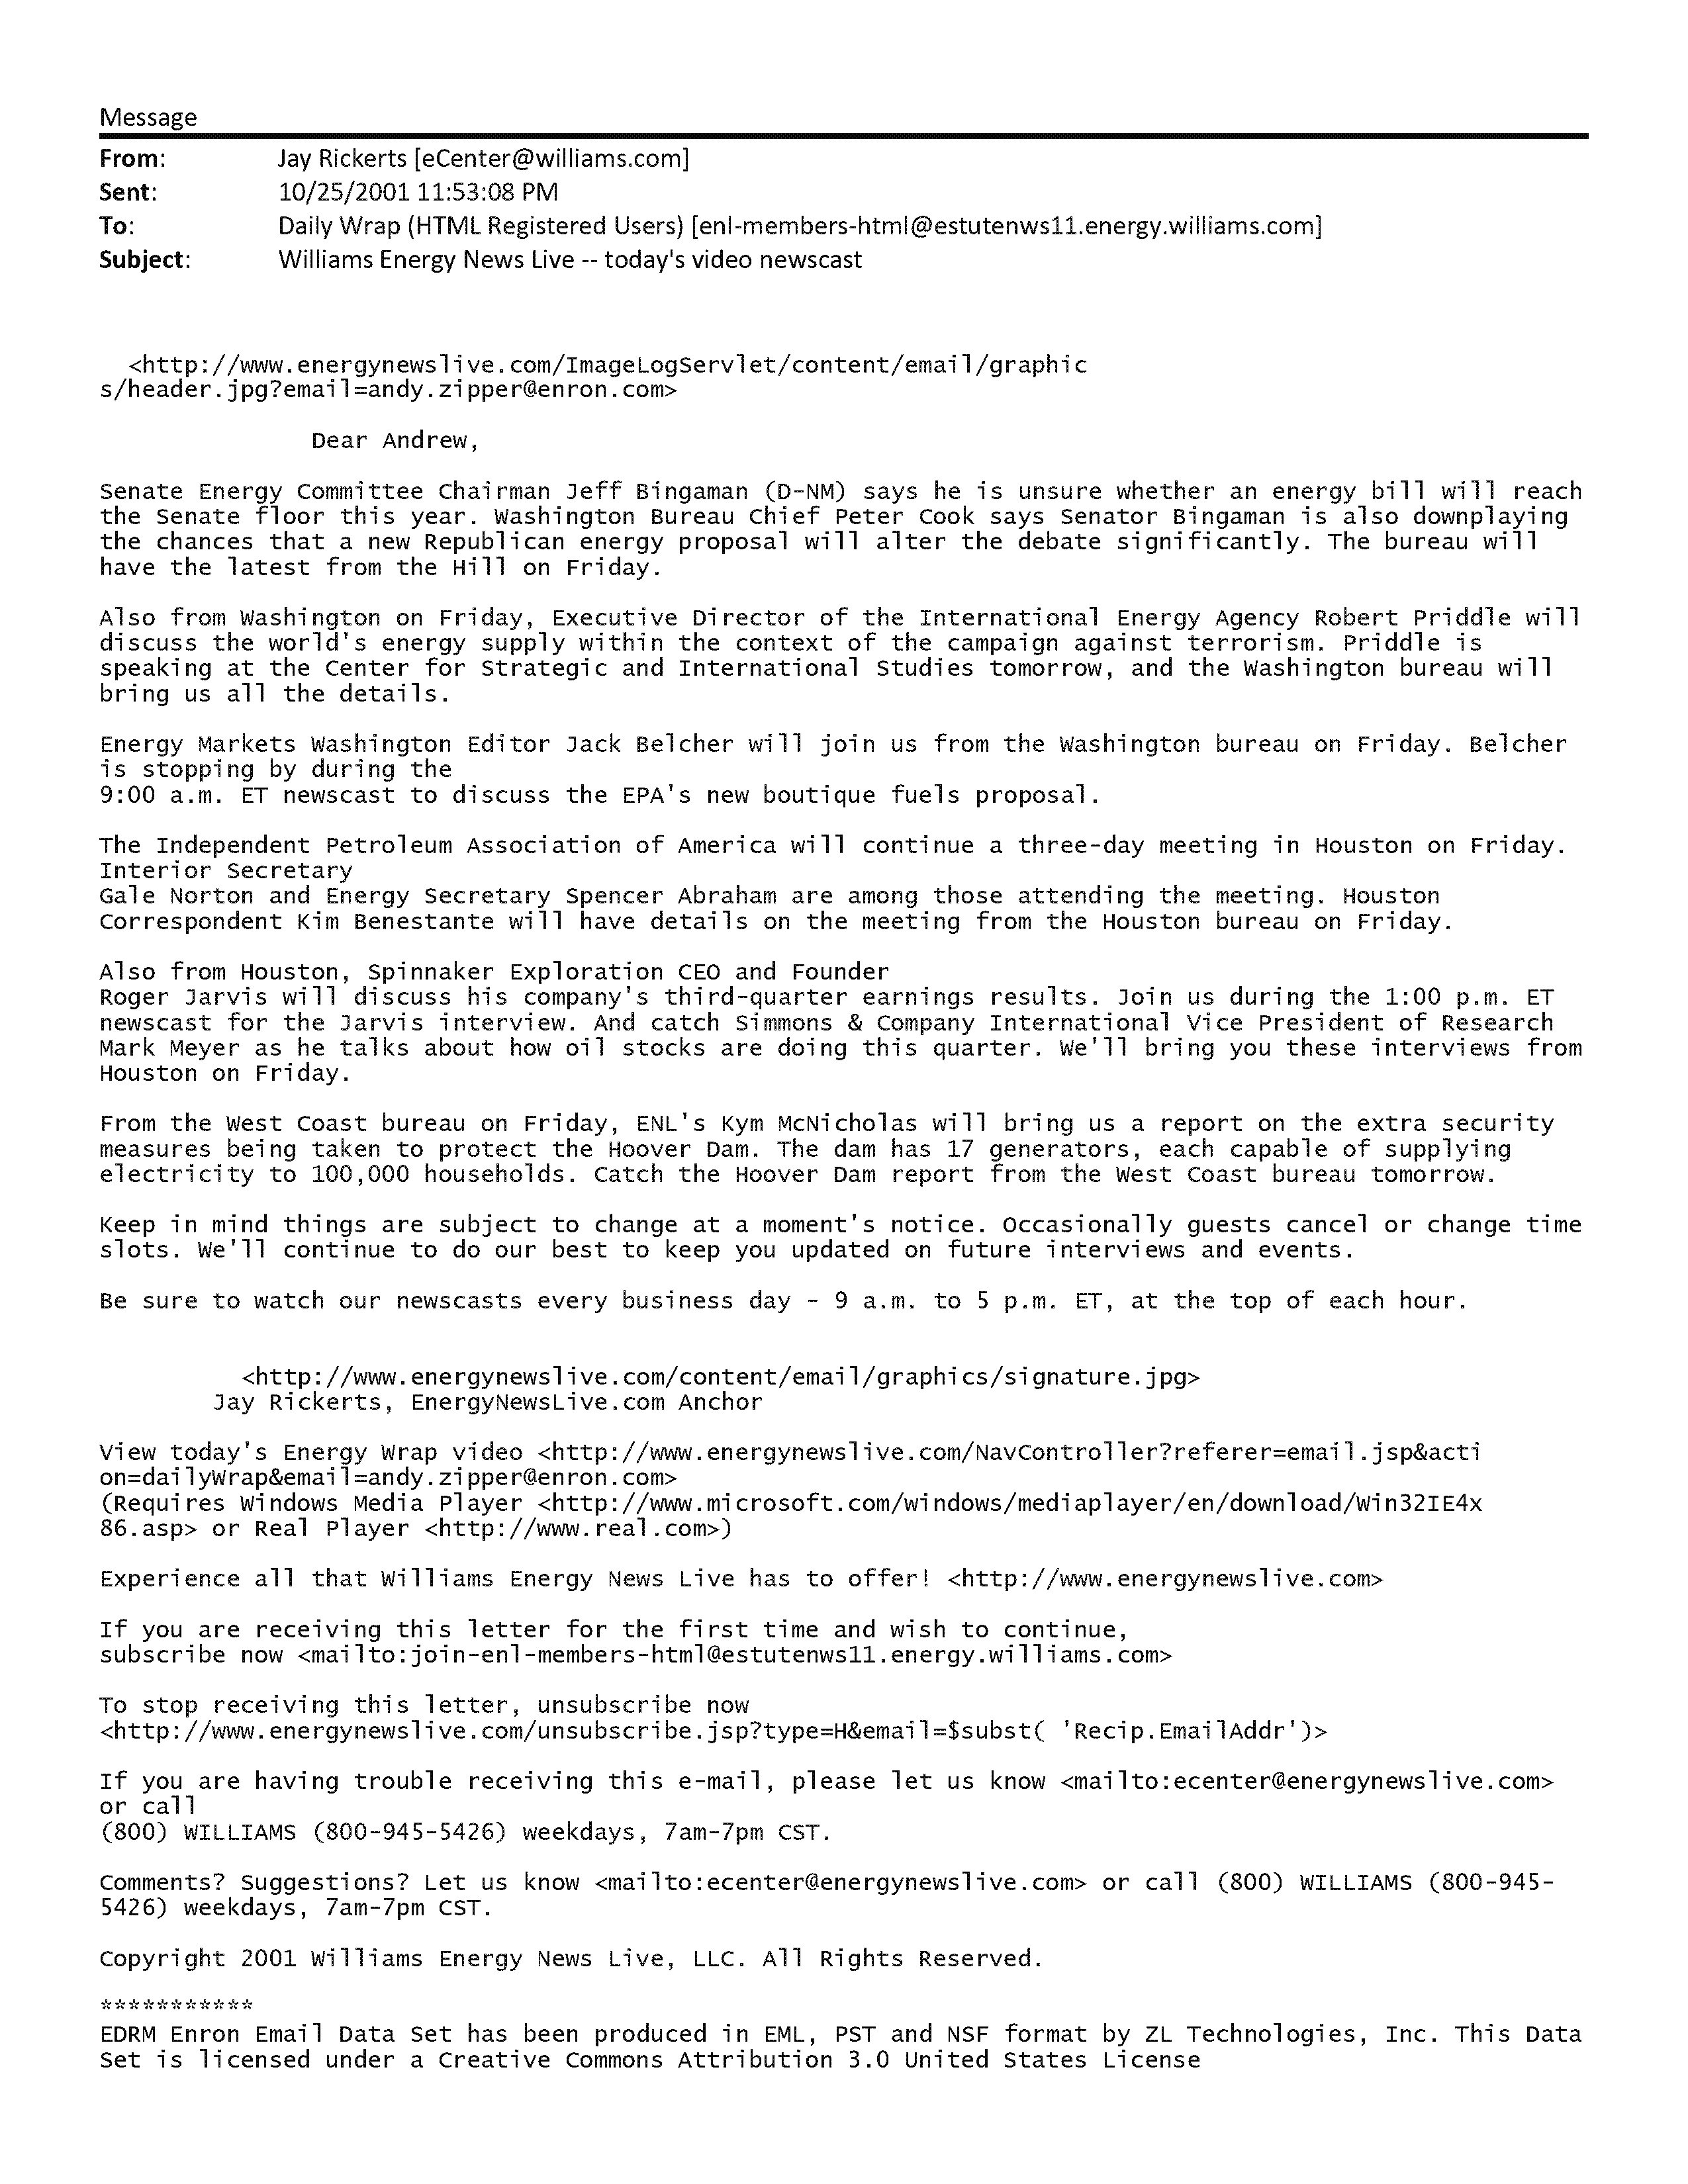 Message
From: Jay Rickerts [eCenter@williams.com]
Sent: 10/25/2001 11:53:08 PM
To: Daily Wrap (HTML Registered Users) [enl-members-html@estutenws11.energy.williams.com]
Subject: Williams Energy News Live -- today's video newscast
<http://www.energynewslive.com/ImageLogServlet/content/email/graphic
s/header.jpg?email=andy.zipper@enron.com>
Dear Andrew,
Senate Energy Committee Chairman Jeff Bingaman (D-NM) says he is unsure whether an energy bill will reach
the Senate floor this year. Washington Bureau Chief Peter Cook says Senator Bingaman is also downplaying
the chances that a new Republican energy proposal will alter the debate significantly. The bureau will
have the latest from the Hill on Friday.
Also from Washington on Friday, Executive Director of the International Energy Agency Robert Priddle will
discuss the world's energy supply within the context of the campaign against terrorism. Priddle is
speaking at the Center for Strategic and International Studies tomorrow, and the Washington bureau will
bring us all the details.
Energy Markets Washington Editor Jack Belcher will join us from the Washington bureau on Friday. Belcher
is stopping by during the
9:00 a.m. ET newscast to discuss the EPA's new boutique fuels proposal.
The Independent Petroleum Association of America will continue a three-day meeting in Houston on Friday.
Interior Secretary
Gale Norton and Energy Secretary Spencer Abraham are among those attending the meeting. Houston
Correspondent Kim Benestante will have details on the meeting from the Houston bureau on Friday.
Also from Houston, Spinnaker Exploration CEO and Founder
Roger Jarvis will discuss his company's third-quarter earnings results. Join us during the 1:00 p.m. ET
newscast for the Jarvis interview. And catch Simmons & Company International Vice President of Research
Mark Meyer as he talks about how oil stocks are doing this quarter. We'll bring you these interviews from
Houston on Friday.
From the West Coast bureau on Friday, ENL's Kym McNicholas will bring us a report on the extra security
measures being taken to protect the Hoover Dam. The dam has 17 generators, each capable of supplying
electricity to 100,000 households. Catch the Hoover Dam report from the West Coast bureau tomorrow.
Keep in mind things are subject to change at a moment's notice. Occasionally guests cancel or change time
slots. We'll continue to do our best to keep you updated on future interviews and events.
Be sure to watch our newscasts every business day - 9 a.m. to 5 p.m. ET, at the top of each hour.
<http://www.energynewslive.com/content/email/graphics/signature.jpg>
Jay Rickerts, EnergyNewsLive.com Anchor
View today's Energy Wrap video <http://www.energynewslive.com/NavController?referer=email.jsp&acti
on=dailyWrap&email=andy.zipper@enron.com>
(Requires Windows Media Player <http://www.microsoft.com/windows/mediaplayer/en/download/Win32IE4x
86.asp> or Real Player <http://www.real.com>)
Experience all that Williams Energy News Live has to offer! <http://www.energynewslive.com>
If you are receiving this letter for the first time and wish to continue,
subscribe now <mailto:join-enl-members-html@estutenws11.energy.williams.com>
To stop receiving this letter, unsubscribe now
<http://www.energynewslive.com/unsubscribe.jsp?type=H&email=$subst( 'Recip.EmailAddr')>
If you are having trouble receiving this e-mail, please let us know <mailto:ecenter@energynewslive.com>
or call
(800) WILLIAMS (800-945-5426) weekdays, 7am-7pm CST.
Comments? Suggestions? Let us know <mailto:ecenter@energynewslive.com> or call (800) WILLIAMS (800-945-
5426) weekdays, 7am-7pm CST.
Copyright 2001 Williams Energy News Live, LLC. All Rights Reserved.
***********
EDRM Enron Email Data Set has been produced in EML, PST and NSF format by ZL Technologies, Inc. This Data
Set is licensed under a Creative Commons Attribution 3.0 United States License